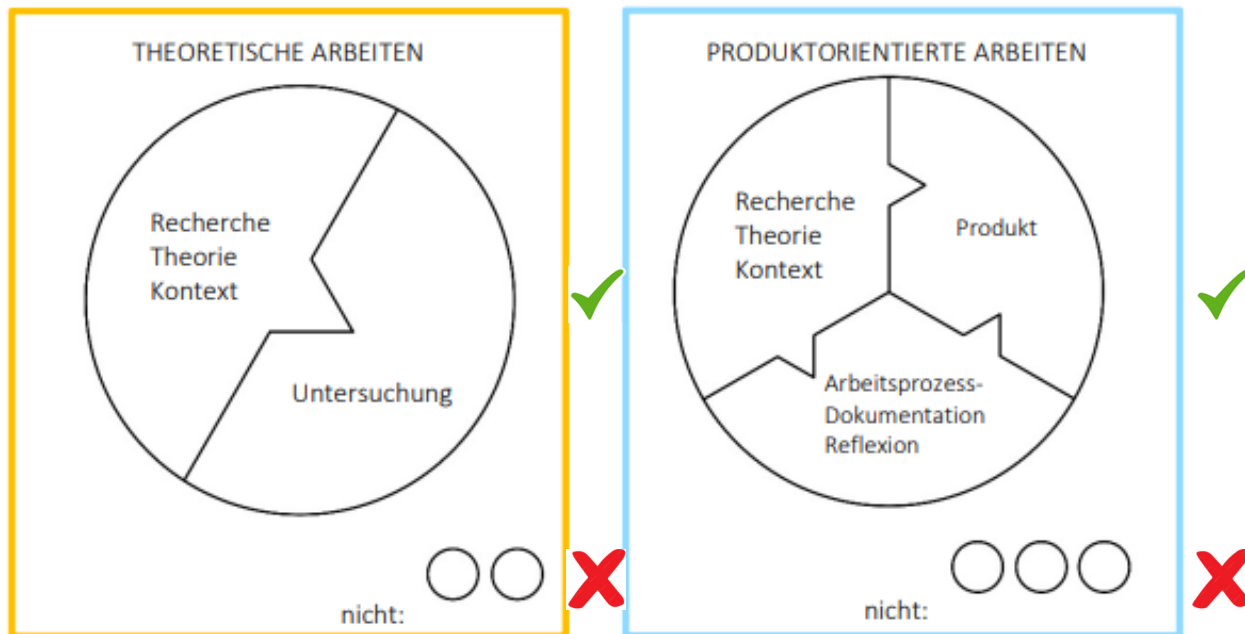 THEORETISCHE ARBEITEN
Recherche
Theorie
Kontext
Untersuchung
nicht:
PRODUKTORIENTIERTE ARBEITEN
Recherche
Theorie
Kontext
Produkt
Arbeitsprozess-
Dokumentation
Reflexion
nicht: